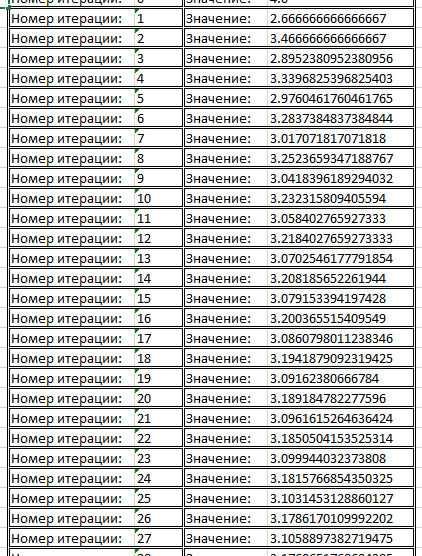 Номер итерации: 0 Значение: 4.0
Номер итерации: 1 Значение: 2.666666666666667
Номер итерации: 2 Значение: 3.466666666666667
Номер итерации: 3 Значение: 2.8952380952380956
Номер итерации: 4 Значение: 3.3396825396825403
Номер итерации: 5 Значение: 2.9760461760461765
Номер итерации: 6 Значение: 3.2837384837384844
Номер итерации: 7 Значение: 3.017071817071818
Номер итерации: 8 Значение: 3.2523659347188767
Номер итерации: 9 Значение: 3.0418396189294032
Номер итерации: 10 Значение: 3.232315809405594
Номер итерации: 11 Значение: 3.058402765927333
Номер итерации: 12 Значение: 3.2184027659273333
Номер итерации: 13 Значение: 3.0702546177791854
Номер итерации: 14 Значение: 3.208185652261944
Номер итерации: 15 Значение: 3.079153394197428
Номер итерации: 16 Значение: 3.200365515409549
Номер итерации: 17 Значение: 3.0860798011238346
Номер итерации: 18 Значение: 3.1941879092319425
Номер итерации: 19 Значение: 3.09162380666784
Номер итерации: 20 Значение: 3.189184782277596
Номер итерации: 21 Значение: 3.0961615264636424
Номер итерации: 22 Значение: 3.1850504153525314
Номер итерации: 23 Значение: 3.099944032373808
Номер итерации: 24 Значение: 3.1815766854350325
Номер итерации: 25 Значение: 3.1031453128860127
Номер итерации: 26 Значение: 3.1786170109992202
Номер итерации: 27 Значение: 3.1058897382719475